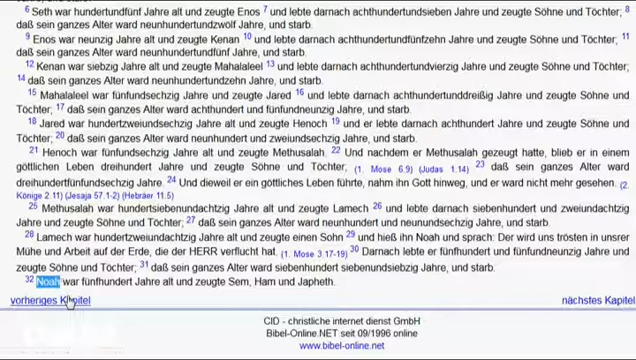 6 Seth war hundertundfünf Jahre alt und zeugte Enos 7 und lebte darnach achthundertundsieben Jahre und zeugte Söhne und Töchter; 8
daß sein ganzes Alter ward neunhundertundzwölf Jahre, und starb.
9 Enos war neunzig Jahre alt und zeugte Kenan 10 und lebte darnach achthundertundfünfzehn Jahre und zeugte Söhne und Töchter; 11
daß sein ganzes Alter ward neunhundertundfünf Jahre, und starb.
12 Kenan war siebzig Jahre alt und zeugte Mahalaleel 13 und lebte darnach achthundertundvierzig Jahre und zeugte Söhne und Töchter;
14 daß sein ganzes Alter ward neunhundertundzehn Jahre, und starb.
15 Mahalaleel war fünfundsechzig Jahre und zeugte Jared 16 und lebte darnach achthundertunddreißig Jahre und zeugte Söhne und
Töchter; 17 daß sein ganzes Alter ward achthundert und fünfundneunzig Jahre, und starb.
18 Jared war hundertzweiundsechzig Jahre alt und zeugte Henoch 19 und er lebte darnach achthundert Jahre und zeugte Söhne und
Töchter; 20 daß sein ganzes Alter ward neunhundert und zweiundsechzig Jahre, und starb.
21 Henoch war fünfundsechzig Jahre alt und zeugte Methusalah. 22 Und nachdem er Methusalah gezeugt hatte, blieb er in einem
göttlichen Leben dreihundert Jahre und zeugte Söhne und Töchter; (1. Mose 6.9) (Judas 1.14) 23 daß sein ganzes Alter ward
dreihundertfünfundsechzig Jahre. 24 Und dieweil er ein göttliches Leben führte, nahm ihn Gott hinweg, und er ward nicht mehr gesehen. (2.
Könige 2.11) (Jesaja 57.1-2) (Hebräer 11.5)
25 Methusalah war hundertsiebenundachtzig Jahre alt und zeugte Lamech 26 und lebte darnach siebenhundert und zweiundachtzig
Jahre und zeugte Söhne und Töchter; 27 daß sein ganzes Alter ward neunhundert und neunundsechzig Jahre, und starb.
28 Lamech war hundertzweiundachtzig Jahre alt und zeugte einen Sohn 29 und hieß ihn Noah und sprach: Der wird uns trösten in unsrer
Mühe und Arbeit auf der Erde, die der HERR verflucht hat. (1. Mose 3.17-19) 30 Darnach lebte er fünfhundert und fünfundneunzig Jahre und
zeugte Söhne und Töchter; 31 daß sein ganzes Alter ward siebenhundert siebenundsiebzig Jahre, und starb.
32 Noah war fünfhundert Jahre alt und zeugte Sem, Ham und Japheth.
vorheriges Kapitel nächstes Kapitel
CID - christliche internet dienst GmbH
Bibel-Online.NET seit 09/1996 online
www.bibel-online.net